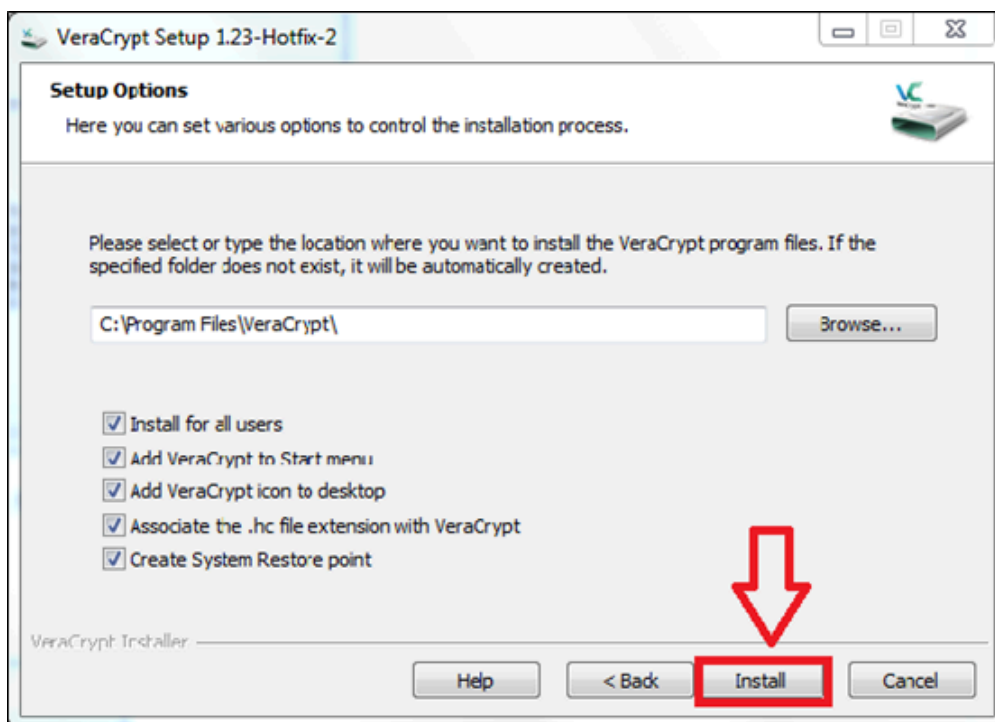 VeraCrypt Setup 1.23-Hotfix-2
Setup Options
Here you can set various options to control the installation process.
VC
Please select or type the location where you want to install the VeraCrypt program files. If the
specified folder does not exist, it will be automatically created.
C:\Program Files\VeraCrypt\
Browse...
Install for all users
Add VeraCrypt to Start menu
Add VeraCrypt icon to desktop
Associate the .hc file extension with VeraCrypt
Create System Restore point
VeraCrypt Installer
Help
< Back
Install
Cancel